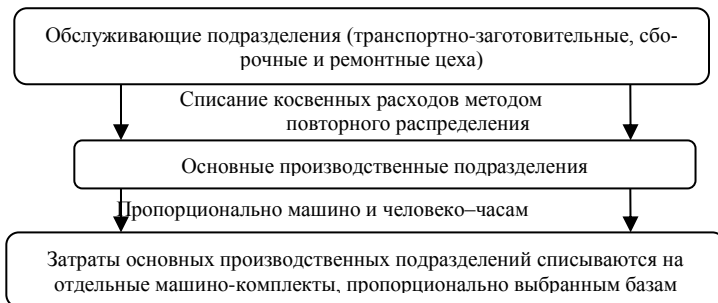 Обслуживающие подразделения (транспортно-заготовительные, сбо-
рочные и ремонтные цеха)
Списание косвенных расходов методом
повторного распределения
Основные производственные подразделения
Пропорционально машино и человеко–часам
Затраты основных производственных подразделений списываются на
отдельные машино-комплекты, пропорционально выбранным базам